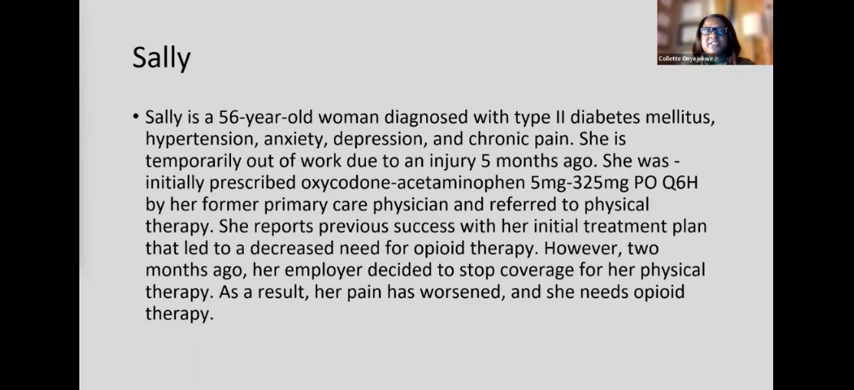 Sally
Collette Onyejekwe
• Sally is a 56-year-old woman diagnosed with type II diabetes mellitus,
hypertension, anxiety, depression, and chronic pain. She is
temporarily out of work due to an injury 5 months ago. She was -
initially prescribed oxycodone-acetaminophen 5mg-325mg PO Q6H
by her former primary care physician and referred to physical
therapy. She reports previous success with her initial treatment plan
that led to a decreased need for opioid therapy. However, two
months ago, her employer decided to stop coverage for her physical
therapy. As a result, her pain has worsened, and she needs opioid
therapy.